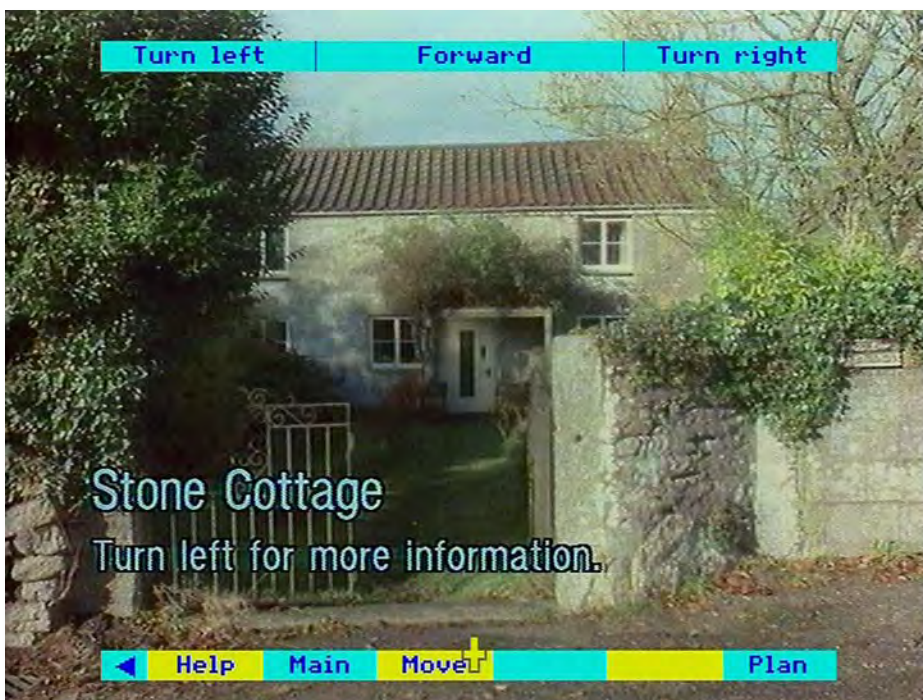 Turn left Forward Turn right
Stone Cottage
Turn left for more information.
◀ Help Main Move Plan